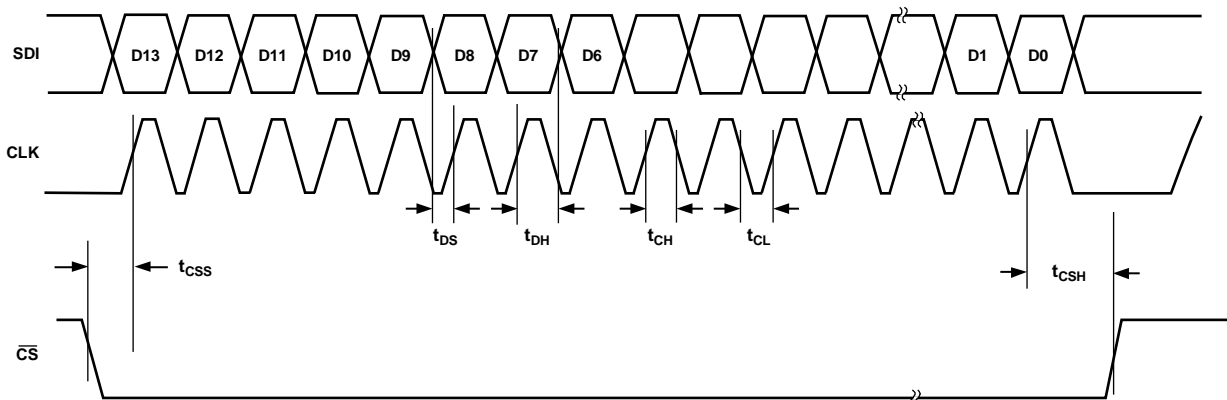 SDI
D13 D12 D11 D10 D9 D8 D7 D6 D1 D0
CLK
tDS tDH tCH tCL
tCSS tCSH
CS